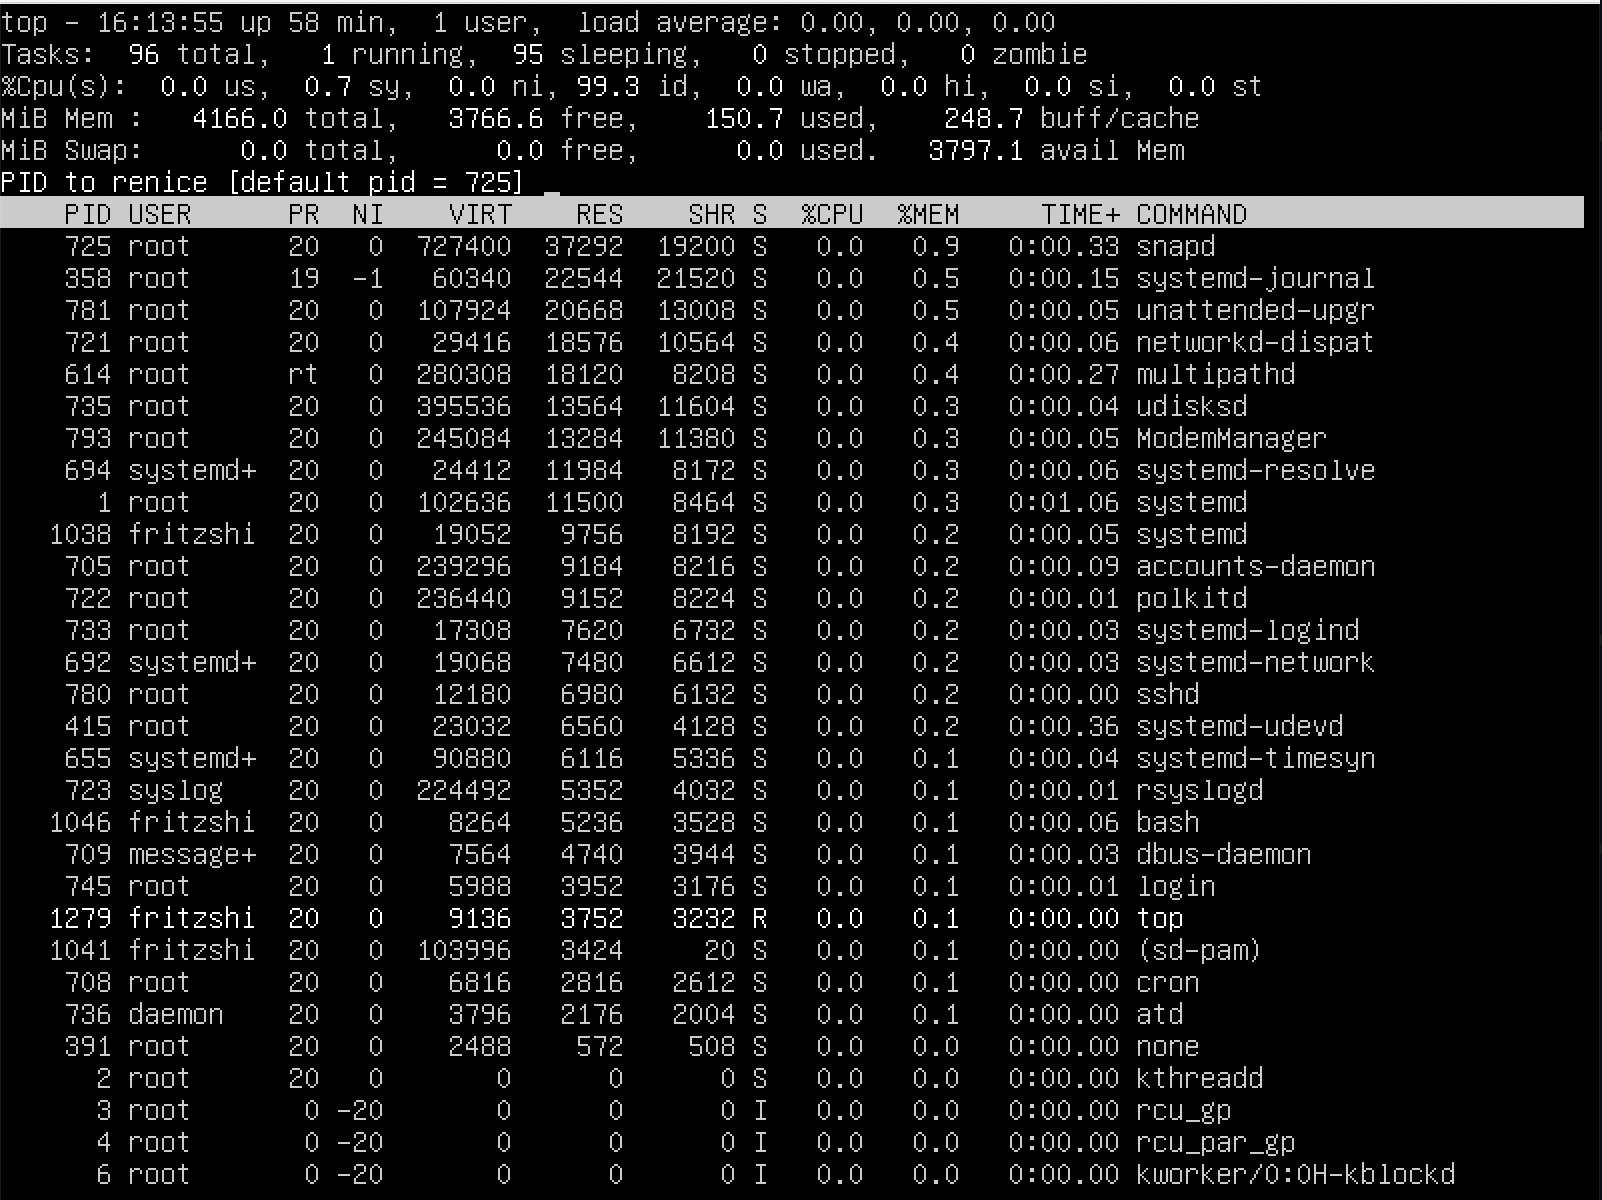 top - 16:13:55 up 58 min,  1 user,  load average: 0.00, 0.00, 0.00
Tasks:  96 total,   1 running,  95 sleeping,   0 stopped,   0 zombie
%Cpu(s):  0.0 us,  0.7 sy,  0.0 ni, 99.3 id,  0.0 wa,  0.0 hi,  0.0 si,  0.0 st
MiB Mem :   4166.0 total,   3766.6 free,    150.7 used,    248.7 buff/cache
MiB Swap:      0.0 total,      0.0 free,      0.0 used.   3797.1 avail Mem
PID to renice [default pid = 725] _
    PID USER      PR  NI    VIRT    RES    SHR S  %CPU  %MEM     TIME+ COMMAND
    725 root      20   0  727400  37292  19200 S   0.0   0.9   0:00.33 snapd
    358 root      19  -1   60340  22544  21520 S   0.0   0.5   0:00.15 systemd-journal
    781 root      20   0  107924  20668  13008 S   0.0   0.5   0:00.05 unattended-upgr
    721 root      20   0   29416  18576  10564 S   0.0   0.4   0:00.06 networkd-dispat
    614 root      rt   0  280308  18120   8208 S   0.0   0.4   0:00.27 multipathd
    735 root      20   0  395536  13564  11604 S   0.0   0.3   0:00.04 udisksd
    793 root      20   0  245084  13284  11380 S   0.0   0.3   0:00.05 ModemManager
    694 systemd+  20   0   24412  11984   8172 S   0.0   0.3   0:00.06 systemd-resolve
      1 root      20   0  102636  11500   8464 S   0.0   0.3   0:01.06 systemd
   1038 fritzshi  20   0   19052   9756   8192 S   0.0   0.2   0:00.05 systemd
    705 root      20   0  239296   9184   8216 S   0.0   0.2   0:00.09 accounts-daemon
    722 root      20   0  236440   9152   8224 S   0.0   0.2   0:00.01 polkitd
    733 root      20   0   17308   7620   6732 S   0.0   0.2   0:00.03 systemd-logind
    692 systemd+  20   0   19068   7480   6612 S   0.0   0.2   0:00.03 systemd-network
    780 root      20   0   12180   6980   6132 S   0.0   0.2   0:00.00 sshd
    415 root      20   0   23032   6560   4128 S   0.0   0.2   0:00.36 systemd-udevd
    655 systemd+  20   0   90880   6116   5336 S   0.0   0.1   0:00.04 systemd-timesyn
    723 syslog    20   0  224492   5352   4032 S   0.0   0.1   0:00.01 rsyslogd
   1046 fritzshi  20   0    8264   5236   3528 S   0.0   0.1   0:00.06 bash
    709 message+  20   0    7564   4740   3944 S   0.0   0.1   0:00.03 dbus-daemon
    745 root      20   0    5988   3952   3176 S   0.0   0.1   0:00.01 login
   1279 fritzshi  20   0    9136   3752   3232 R   0.0   0.1   0:00.00 top
   1041 fritzshi  20   0  103996   3424     20 S   0.0   0.1   0:00.00 (sd-pam)
    708 root      20   0    6816   2816   2612 S   0.0   0.1   0:00.00 cron
    736 daemon    20   0    3796   2176   2004 S   0.0   0.1   0:00.00 atd
    391 root      20   0    2488    572    508 S   0.0   0.0   0:00.00 none
      2 root      20   0       0      0      0 S   0.0   0.0   0:00.00 kthreadd
      3 root       0 -20       0      0      0 I   0.0   0.0   0:00.00 rcu_gp
      4 root       0 -20       0      0      0 I   0.0   0.0   0:00.00 rcu_par_gp
      6 root       0 -20       0      0      0 I   0.0   0.0   0:00.00 kworker/0:0H-kblockd